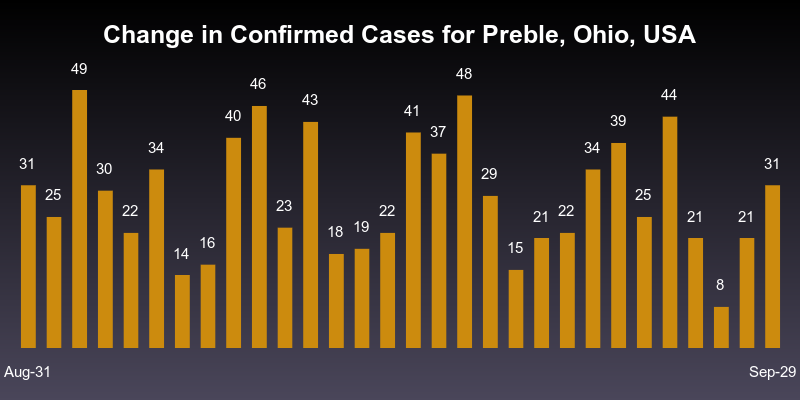 Change in Confirmed Cases for Preble, Ohio, USA
31 25 49 30 22 34 14 16 40 46 23 43 18 19 22 41 37 48 29 15 21 22 34 39 25 44 21 8 21 31
Aug-31 Sep-29